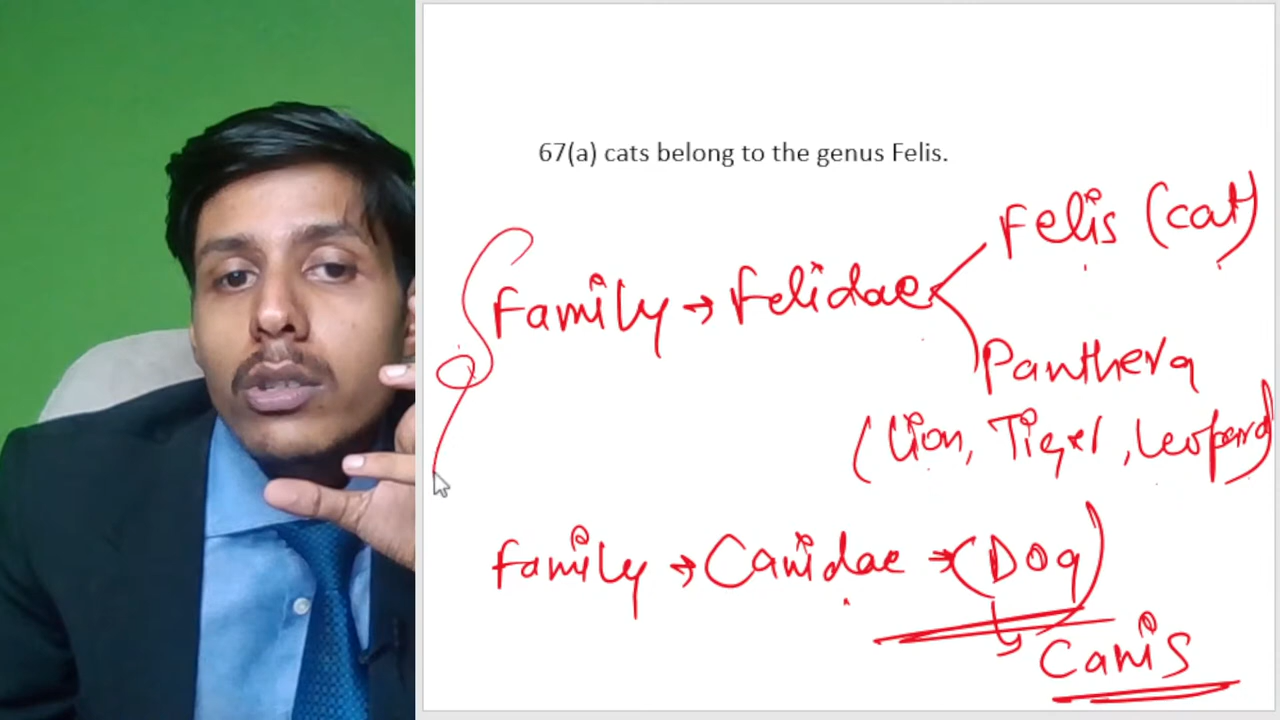 67(a) cats belong to the genus Felis.
Felis (cat)
Family → Felidae
Panthera
(Lion, Tiger, Leopard)
Family → Canidae → (Dog)
↳ Canis